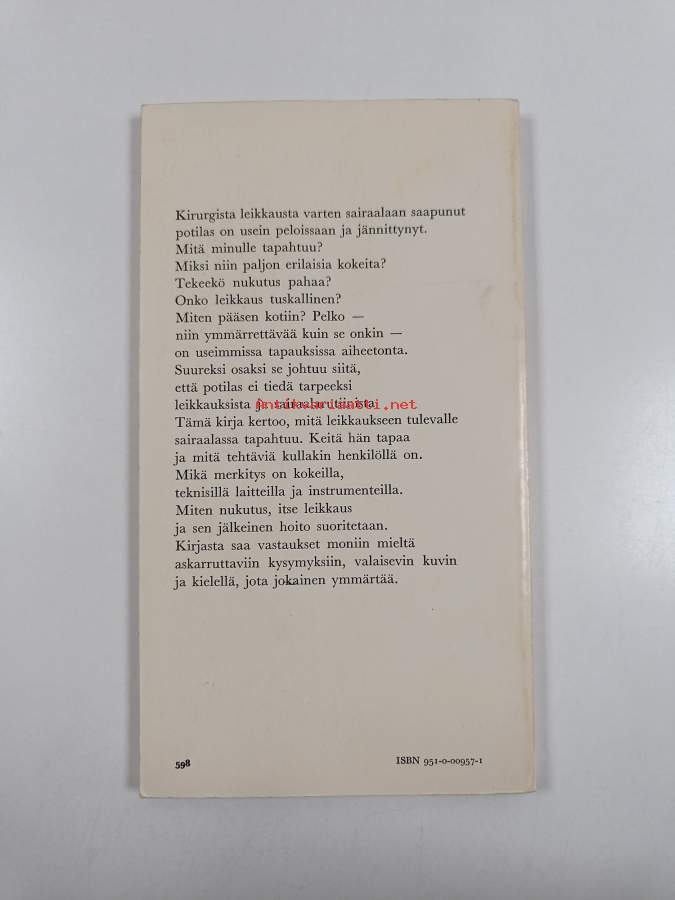 Kirurgista leikkausta varten sairaalaan saapunut
potilas on usein peloissaan ja jännittynyt.
Mitä minulle tapahtuu?
Miksi niin paljon erilaisia kokeita?
Tekeekö nukutus pahaa?
Onko leikkaus tuskallinen?
Miten pääsen kotiin? Pelko —
niin ymmärrettävää kuin se onkin —
on useimmissa tapauksissa aiheetonta.
Suureksi osaksi se johtuu siitä,
että potilas ei tiedä tarpeeksi
leikkauksista ja sairaalarutiinista.
Antikvariaatti.net
Tämä kirja kertoo, mitä leikkaukseen tulevalle
sairaalassa tapahtuu. Keitä hän tapaa
ja mitä tehtäviä kullakin henkilöllä on.
Mikä merkitys on kokeilla,
teknisillä laitteilla ja instrumenteilla.
Miten nukutus, itse leikkaus
ja sen jälkeinen hoito suoritetaan.
Kirjasta saa vastaukset moniin mieltä
askarruttaviin kysymyksiin, valaisevin kuvin
ja kielellä, jota jokainen ymmärtää.
598
ISBN 951-0-00957-1